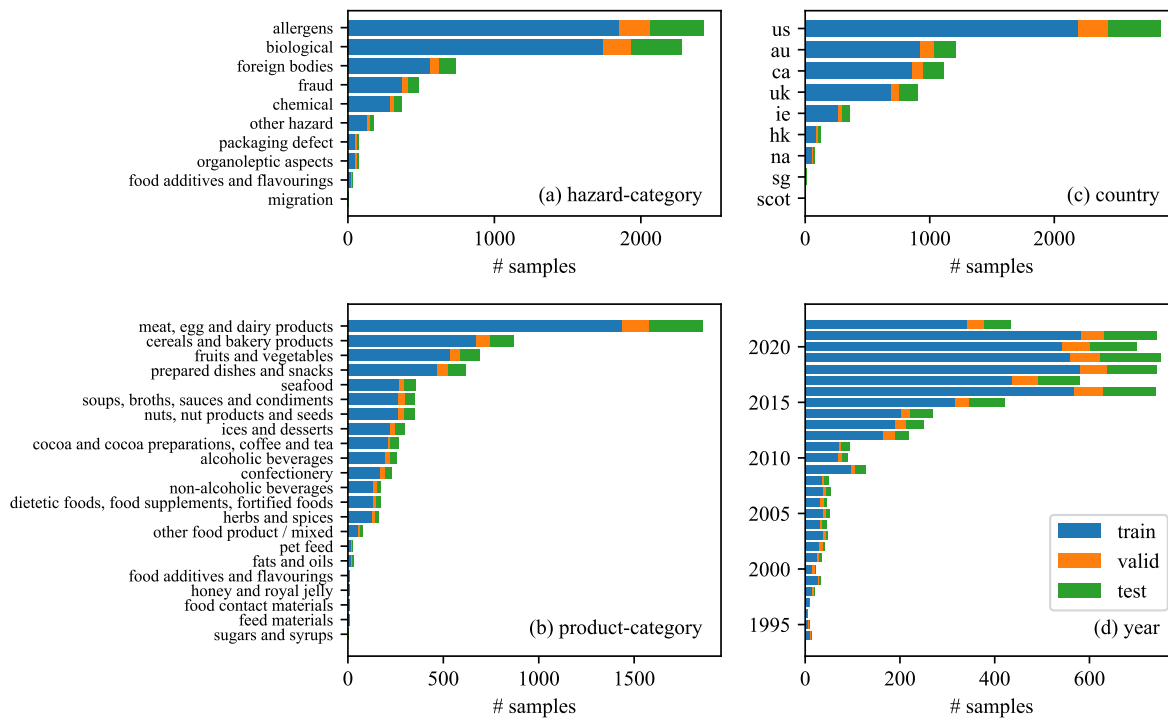 allergens
biological
foreign bodies
fraud
chemical
other hazard
packaging defect
organoleptic aspects
food additives and flavourings
migration
(a) hazard-category
0 1000 2000
# samples
us
au
ca
uk
ie
hk
na
sg
scot
(c) country
0 1000 2000
# samples
meat, egg and dairy products
cereals and bakery products
fruits and vegetables
prepared dishes and snacks
seafood
soups, broths, sauces and condiments
nuts, nut products and seeds
ices and desserts
cocoa and cocoa preparations, coffee and tea
alcoholic beverages
confectionery
non-alcoholic beverages
dietetic foods, food supplements, fortified foods
herbs and spices
other food product / mixed
pet feed
fats and oils
food additives and flavourings
honey and royal jelly
food contact materials
feed materials
sugars and syrups
(b) product-category
0 500 1000 1500
# samples
2020
2015
2010
2005
2000
1995
train
valid
test
(d) year
0 200 400 600
# samples